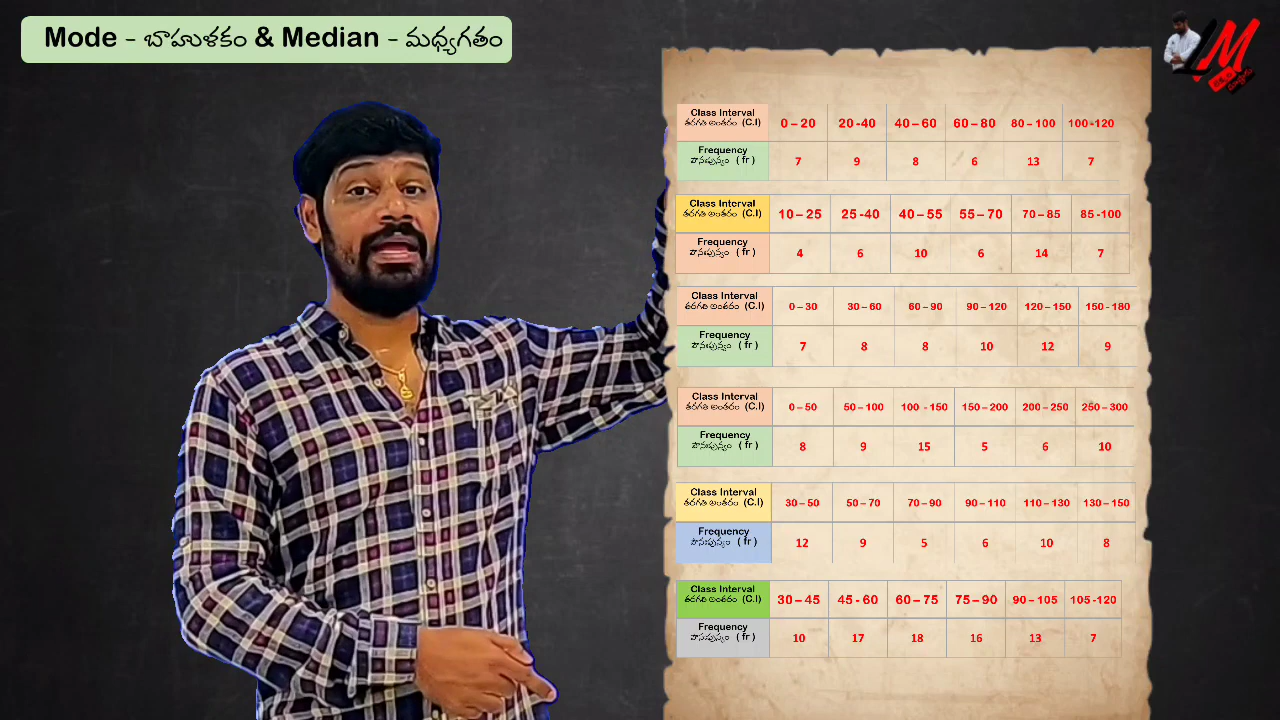 Mode - బాహుళకం & Median - మధ్యగతం
LM
Class Interval 0 – 20 20 -40 40 – 60 60 – 80 80 – 100 100 -120
తరగతి అంతరం (C.I)
Frequency 7 9 8 6 13 7
పౌనఃపున్యం ( fr )
Class Interval 10 – 25 25 -40 40 – 55 55 – 70 70 – 85 85 -100
తరగతి అంతరం (C.I)
Frequency 4 6 10 6 14 7
పౌనఃపున్యం ( fr )
Class Interval 0 – 30 30 – 60 60 – 90 90 – 120 120 – 150 150 -180
తరగతి అంతరం (C.I)
Frequency 7 8 8 10 12 9
పౌనఃపున్యం ( fr )
Class Interval 0 – 50 50 – 100 100 - 150 150 – 200 200 – 250 250 – 300
తరగతి అంతరం (C.I)
Frequency 8 9 15 5 6 10
పౌనఃపున్యం ( fr )
Class Interval 30 – 50 50 – 70 70 – 90 90 – 110 110 – 130 130 – 150
తరగతి అంతరం (C.I)
Frequency 12 9 5 6 10 8
పౌనఃపున్యం ( fr )
Class Interval 30 – 45 45 - 60 60 – 75 75 – 90 90 – 105 105 -120
తరగతి అంతరం (C.I)
Frequency 10 17 18 16 13 7
పౌనఃపున్యం ( fr )